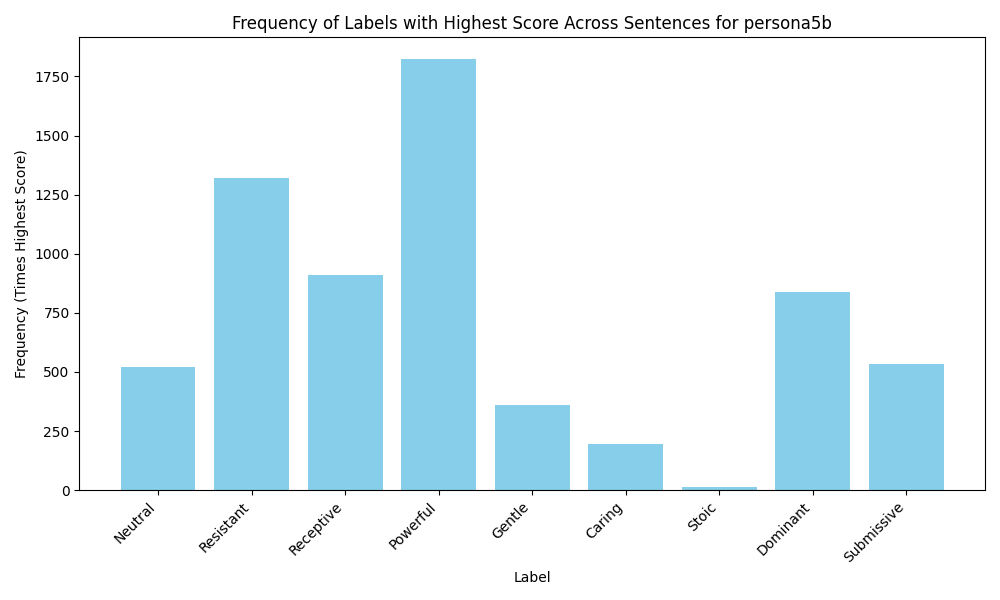 Frequency of Labels with Highest Score Across Sentences for persona5b
Frequency (Times Highest Score)
1750
1500
1250
1000
750
500
250
0
Neutral
Resistant
Receptive
Powerful
Gentle
Caring
Stoic
Dominant
Submissive
Label